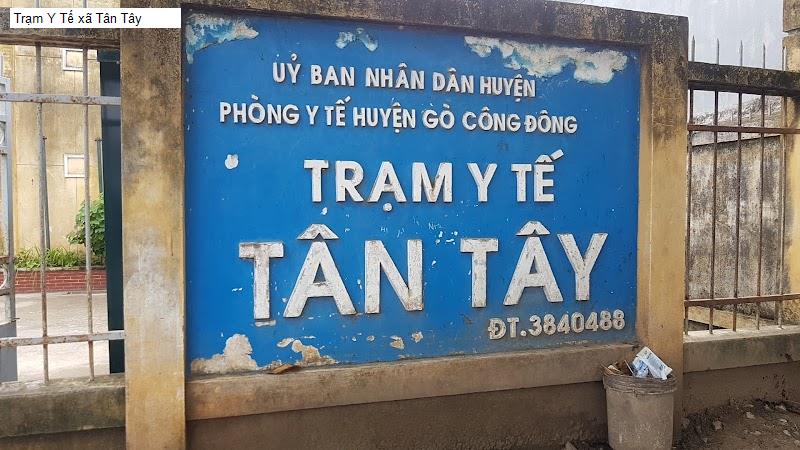 Trạm Y Tế xã Tân Tây
UỶ BAN NHÂN DÂN HUYỆN
PHÒNG Y TẾ HUYỆN GÒ CÔNG ĐÔNG
TRẠM Y TẾ
TÂN TÂY
ĐT.3840488